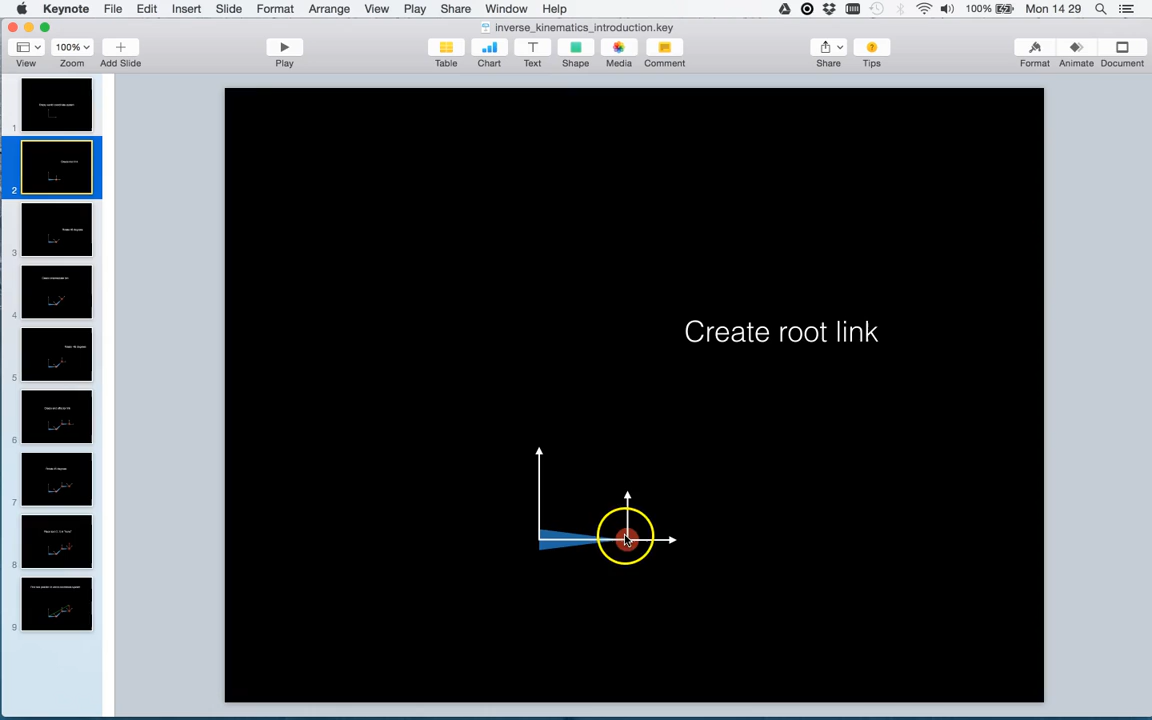 Keynote File Edit Insert Slide Format Arrange View Play Share Window Help 100% Mon 14 29
inverse_kinematics_introduction.key
100%
View Zoom Add Slide Play Table Chart Text Shape Media Comment Share Tips Format Animate Document
1
2
3
4
5
6
7
8
9
Create root link